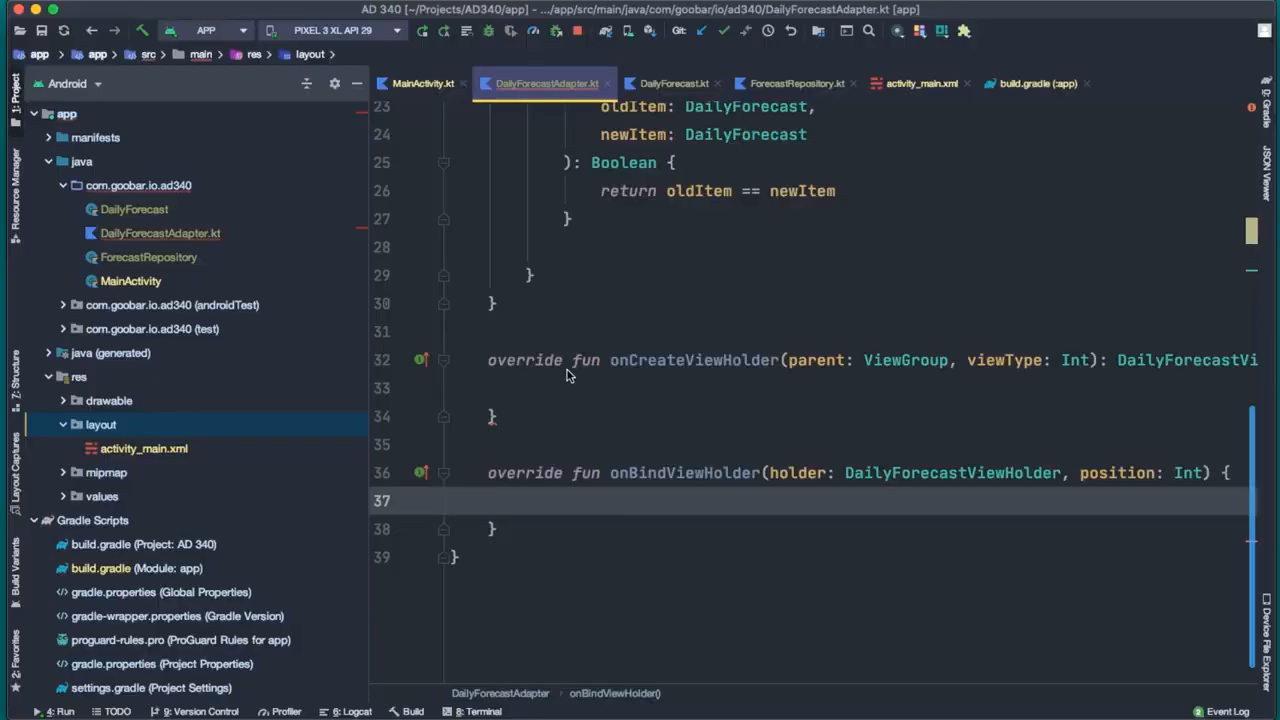 AD 340 [~/Projects/AD340/app] - .../app/src/main/java/com/goobar/io/ad340/DailyForecastAdapter.kt [app]
APP
PIXEL 3 XL API 29
Git:
app
app
src
main
res
layout
Android
MainActivity.kt
DailyForecastAdapter.kt
DailyForecast.kt
ForecastRepository.kt
activity_main.xml
build.gradle (:app)
1: Project
Resource Manager
Z: Structure
Layout Captures
Build Variants
2: Favorites
app
manifests
java
com.goobar.io.ad340
DailyForecast
DailyForecastAdapter.kt
ForecastRepository
MainActivity
com.goobar.io.ad340 (androidTest)
com.goobar.io.ad340 (test)
java (generated)
res
drawable
layout
activity_main.xml
mipmap
values
Gradle Scripts
build.gradle (Project: AD 340)
build.gradle (Module: app)
gradle.properties (Global Properties)
gradle-wrapper.properties (Gradle Version)
proguard-rules.pro (ProGuard Rules for app)
gradle.properties (Project Properties)
settings.gradle (Project Settings)
23 oldItem: DailyForecast,
24 newItem: DailyForecast
25 ): Boolean {
26 return oldItem == newItem
27 }
28
29 }
30 }
31
32 override fun onCreateViewHolder(parent: ViewGroup, viewType: Int): DailyForecastVi
33
34 }
35
36 override fun onBindViewHolder(holder: DailyForecastViewHolder, position: Int) {
37
38 }
39 }
Gradle
JSON Viewer
Device File Explorer
DailyForecastAdapter
onBindViewHolder()
4: Run
TODO
9: Version Control
Profiler
6: Logcat
Build
8: Terminal
2 Event Log